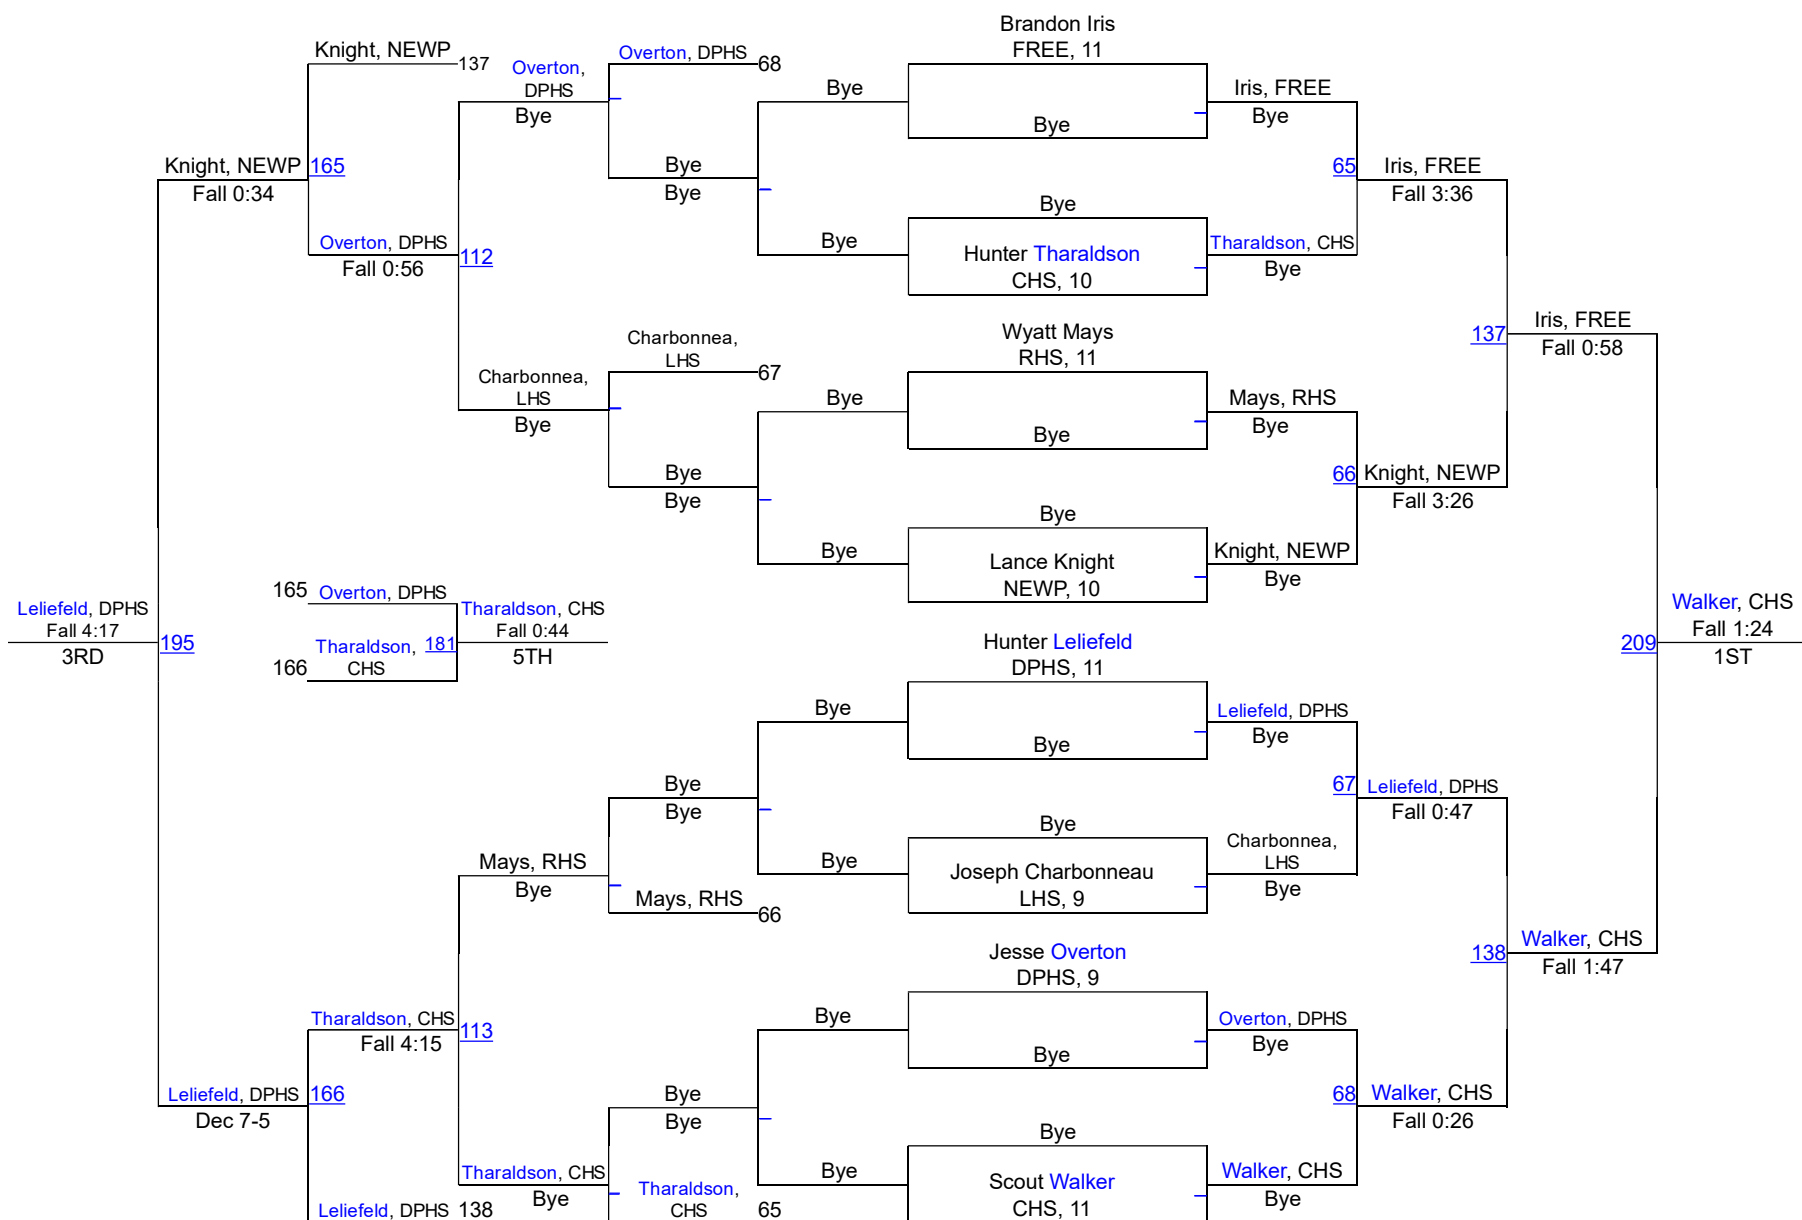 Brandon Iris
FREE, 11
Knight, NEWP
137
Overton,
DPHS
Bye
Overton, DPHS
68
Bye
Bye
Iris, FREE
Bye
Knight, NEWP
165
Fall 0:34
Bye
Bye
65
Iris, FREE
Fall 3:36
Overton, DPHS
Fall 0:56
112
Bye
Bye
Hunter Tharaldson
CHS, 10
Tharaldson, CHS
Bye
Charbonnea,
LHS
67
Wyatt Mays
RHS, 11
137
Iris, FREE
Fall 0:58
Charbonnea,
LHS
Bye
Bye
Bye
Mays, RHS
Bye
Bye
Bye
66
Knight, NEWP
Fall 3:26
Bye
Bye
Lance Knight
NEWP, 10
Knight, NEWP
Bye
Leliefeld, DPHS
Fall 4:17
3RD
195
165
Overton, DPHS
Tharaldson,
CHS
166
181
Tharaldson, CHS
Fall 0:44
5TH
Hunter Leliefeld
DPHS, 11
209
Walker, CHS
Fall 1:24
1ST
Bye
Bye
Leliefeld, DPHS
Bye
Bye
Bye
67
Leliefeld, DPHS
Fall 0:47
Mays, RHS
Bye
Bye
Bye
Joseph Charbonneau
LHS, 9
Charbonnea,
LHS
Bye
Mays, RHS
66
Jesse Overton
DPHS, 9
138
Walker, CHS
Fall 1:47
Tharaldson, CHS
Fall 4:15
113
Bye
Bye
Overton, DPHS
Bye
Leliefeld, DPHS
166
Dec 7-5
Bye
Bye
68
Walker, CHS
Fall 0:26
Tharaldson, CHS
Bye
Bye
Bye
Scout Walker
CHS, 11
Walker, CHS
Bye
Leliefeld, DPHS
138
Tharaldson,
CHS
65